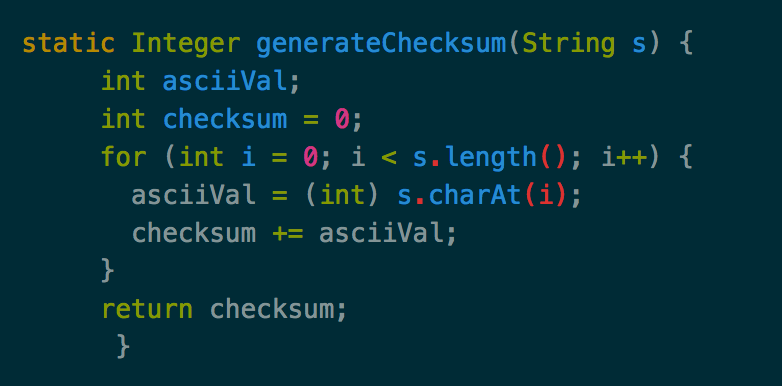 static Integer generateChecksum(String s) {
     int asciiVal;
     int checksum = 0;
     for (int i = 0; i < s.length(); i++) {
       asciiVal = (int) s.charAt(i);
       checksum += asciiVal;
     }
     return checksum;
      }